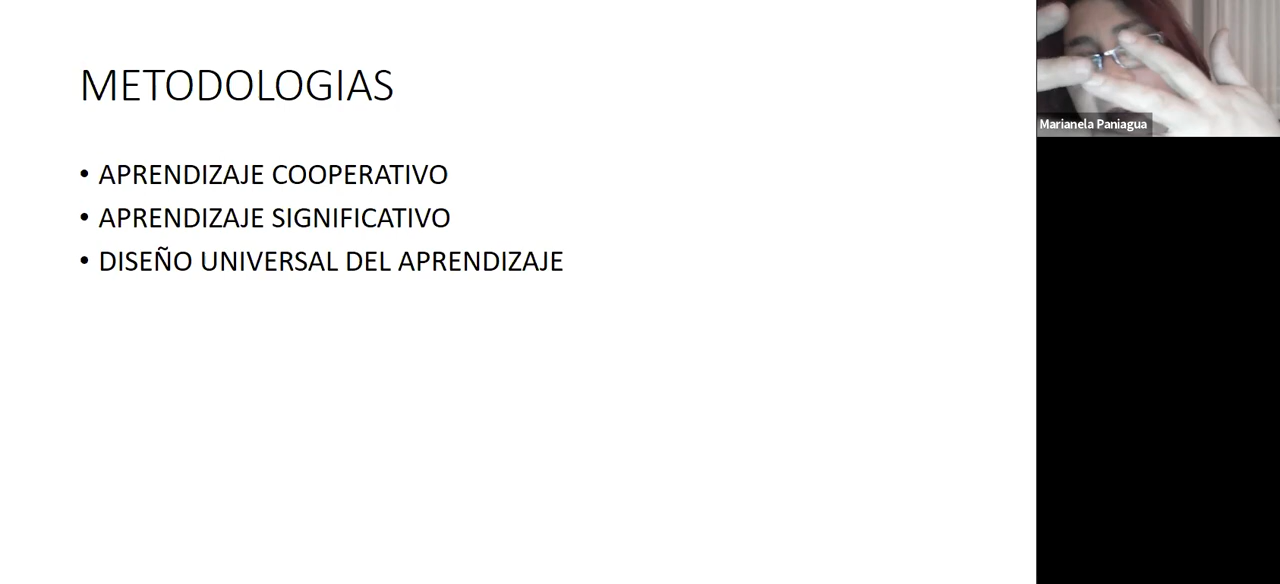 METODOLOGIAS
• APRENDIZAJE COOPERATIVO
• APRENDIZAJE SIGNIFICATIVO
• DISEÑO UNIVERSAL DEL APRENDIZAJE
Marianela Paniagua